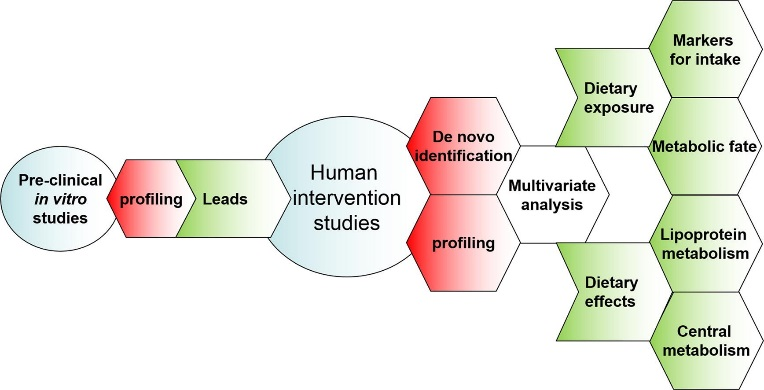 Pre-clinical
in vitro
studies
profiling
Leads
Human
intervention
studies
De novo
identification
profiling
Multivariate
analysis
Dietary
exposure
Markers
for intake
Metabolic fate
Dietary
effects
Lipoprotein
metabolism
Central
metabolism